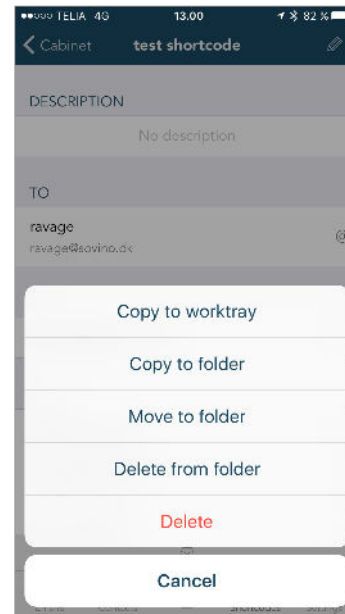 TELIA 4G 13.00 82 %
Cabinet test shortcode
DESCRIPTION
No description
TO
ravage
ravage@sovino.dk
Copy to worktray
Copy to folder
Move to folder
Delete from folder
Delete
Cancel